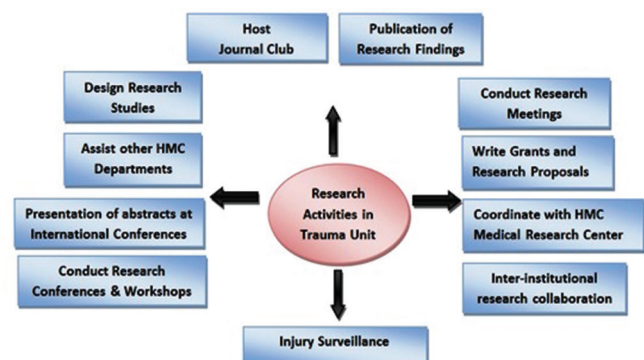 Host
Journal Club
Publication of
Research Findings
Design Research
Studies
Conduct Research
Meetings
Assist other HMC
Departments
Write Grants and
Research Proposals
Research
Activities in
Trauma Unit
Presentation of abstracts at
International Conferences
Coordinate with HMC
Medical Research Center
Conduct Research
Conferences & Workshops
Inter-institutional
research collaboration
Injury Surveillance